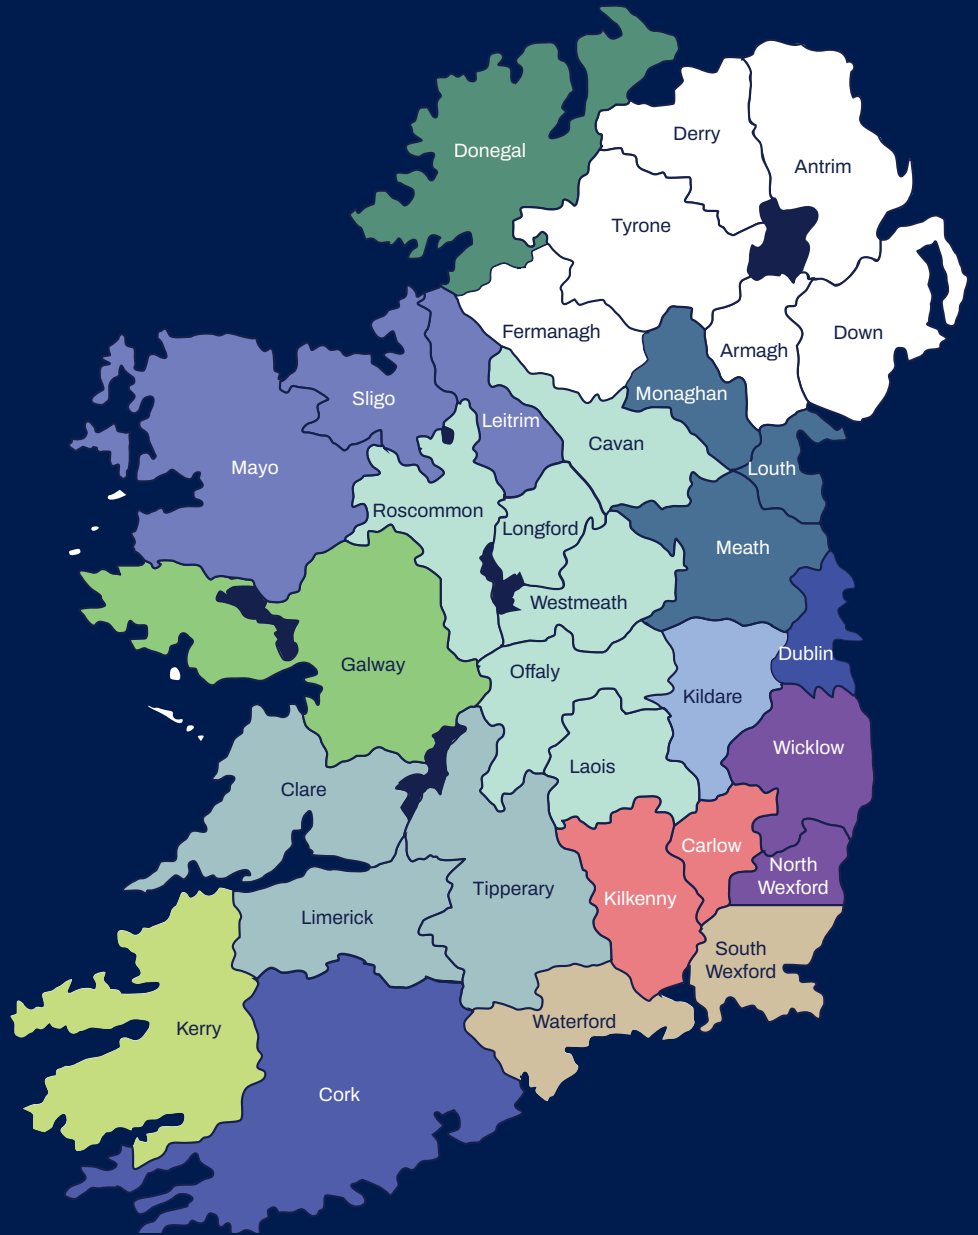 Derry
Donegal
Antrim
Tyrone
Fermanagh
Down
Armagh
Monaghan
Sligo
Leitrim
Cavan
Mayo
Louth
Roscommon
Longford
Meath
Westmeath
Dublin
Galway
Offaly
Kildare
Wicklow
Laois
Clare
Carlow
North
Wexford
Tipperary
Kilkenny
Limerick
South
Wexford
Waterford
Kerry
Cork